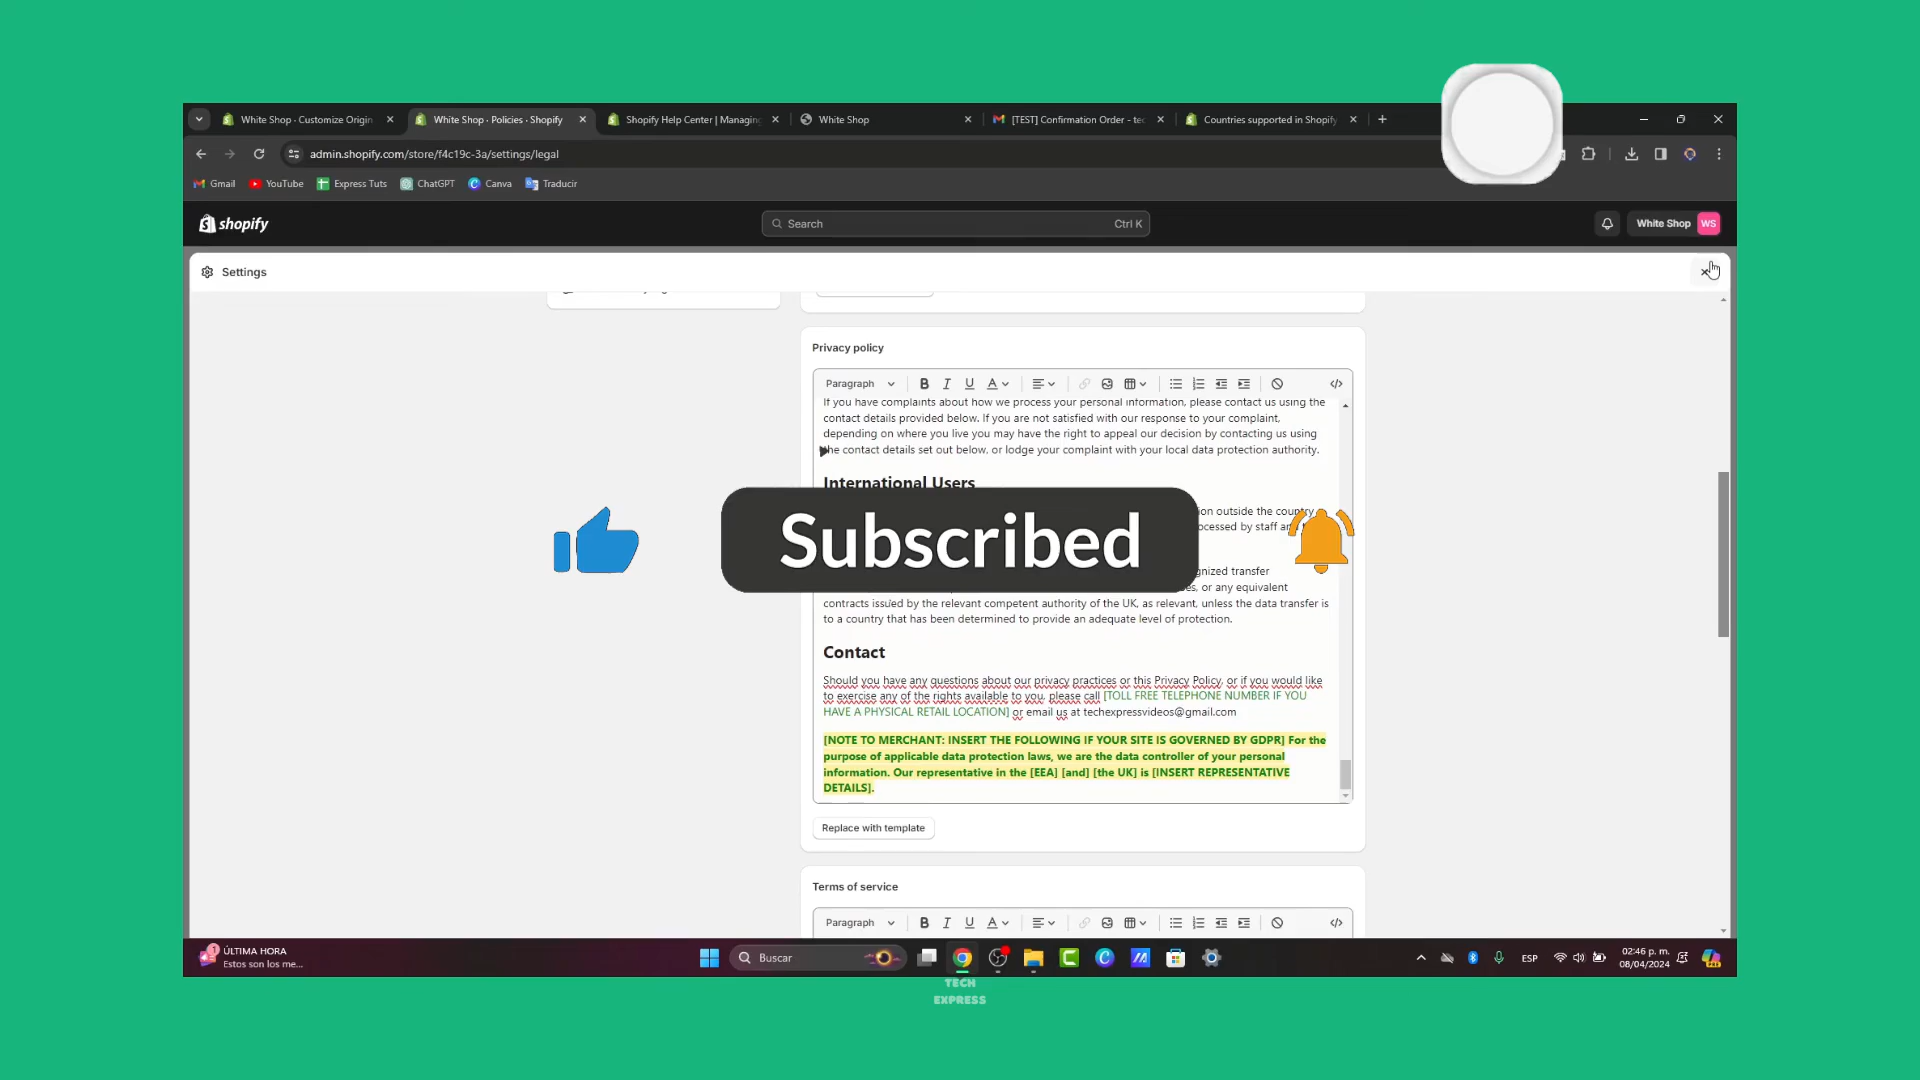 White Shop · Customize Origin
White Shop · Policies · Shopify
Shopify Help Center | Managing
White Shop
[TEST] Confirmation Order - tec
Countries supported in Shopify
admin.shopify.com/store/f4c19c-3a/settings/legal
Gmail
YouTube
Express Tuts
ChatGPT
Canva
Traducir
shopify
Search
Ctrl K
White Shop
WS
Settings
Privacy policy
Paragraph
If you have complaints about how we process your personal information, please contact us using the
contact details provided below. If you are not satisfied with our response to your complaint,
depending on where you live you may have the right to appeal our decision by contacting us using
the contact details set out below, or lodge your complaint with your local data protection authority.
International Users
ion outside the country
ocessed by staff an
Subscribed
gnized transfer
es, or any equivalent
contracts issued by the relevant competent authority of the UK, as relevant, unless the data transfer is
to a country that has been determined to provide an adequate level of protection.
Contact
Should you have any questions about our privacy practices or this Privacy Policy, or if you would like
to exercise any of the rights available to you, please call [TOLL FREE TELEPHONE NUMBER IF YOU
HAVE A PHYSICAL RETAIL LOCATION] or email us at techexpressvideos@gmail.com
[NOTE TO MERCHANT: INSERT THE FOLLOWING IF YOUR SITE IS GOVERNED BY GDPR] For the
purpose of applicable data protection laws, we are the data controller of your personal
information. Our representative in the [EEA] [and] [the UK] is [INSERT REPRESENTATIVE
DETAILS].
Replace with template
Terms of service
Paragraph
ÚLTIMA HORA
Estos son los me...
Buscar
ESP
02:46 p. m.
08/04/2024
TECH
EXPRESS